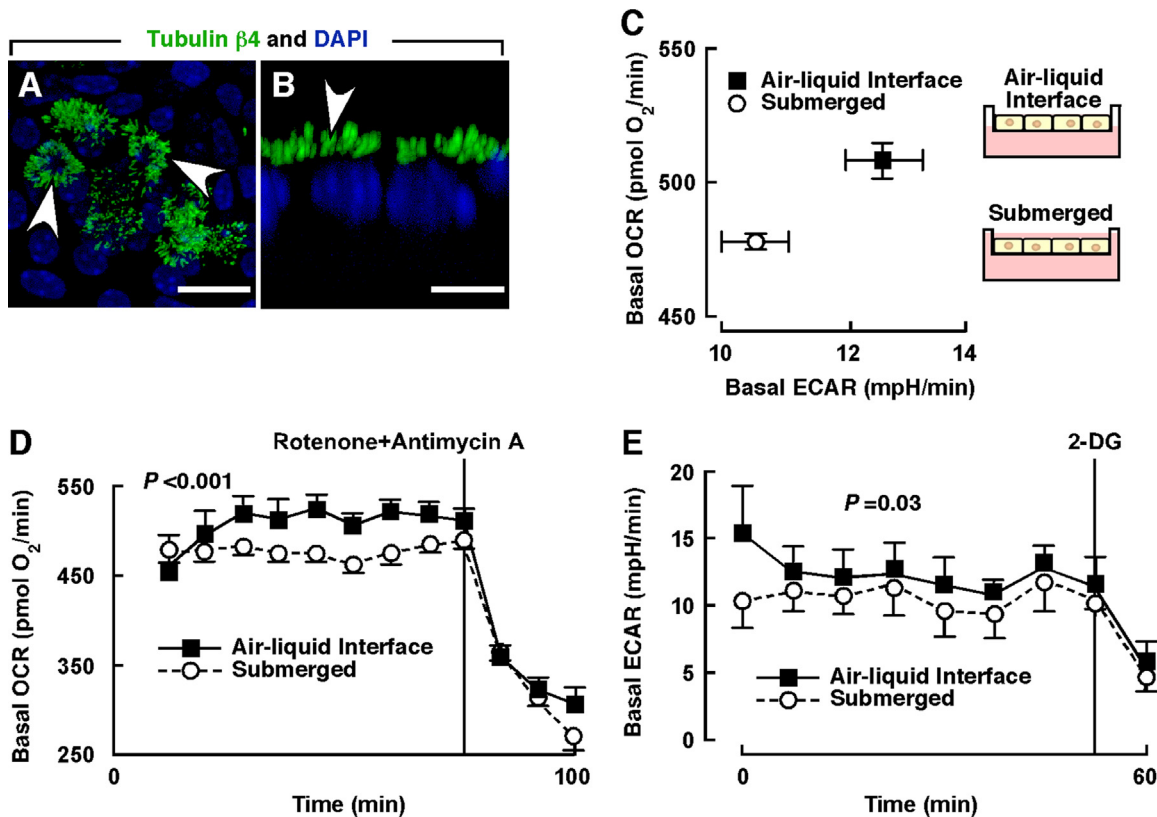 Tubulin β4 and DAPI
A
B
C
Basal OCR (pmol O2/min)
550
500
450
Air-liquid Interface
Submerged
10
12
14
Basal ECAR (mpH/min)
Air-liquid
Interface
Submerged
D
Rotenone+Antimycin A
P <0.001
Basal OCR (pmol O2/min)
550
450
350
250
Air-liquid Interface
Submerged
0
100
Time (min)
E
2-DG
P =0.03
Basal ECAR (mpH/min)
20
15
10
5
0
Air-liquid Interface
Submerged
0
60
Time (min)